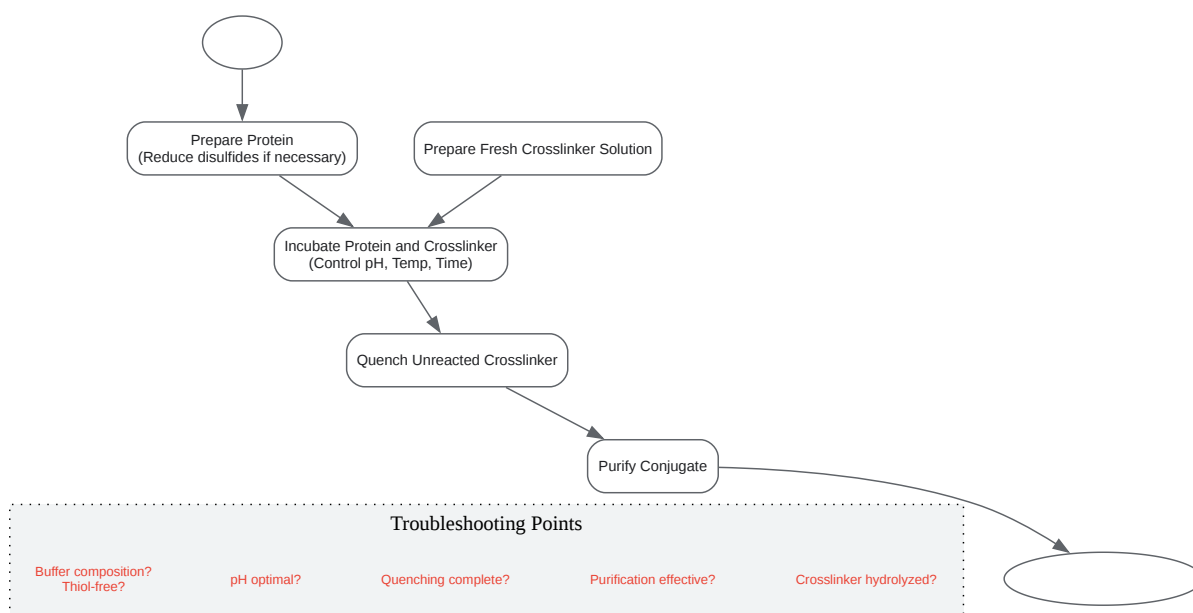 Prepare Protein
(Reduce disulfides if necessary)
Prepare Fresh Crosslinker Solution
Incubate Protein and Crosslinker
(Control pH, Temp, Time)
Quench Unreacted Crosslinker
Purify Conjugate
Troubleshooting Points
Buffer composition?
Thiol-free?
pH optimal?
Quenching complete?
Purification effective?
Crosslinker hydrolyzed?